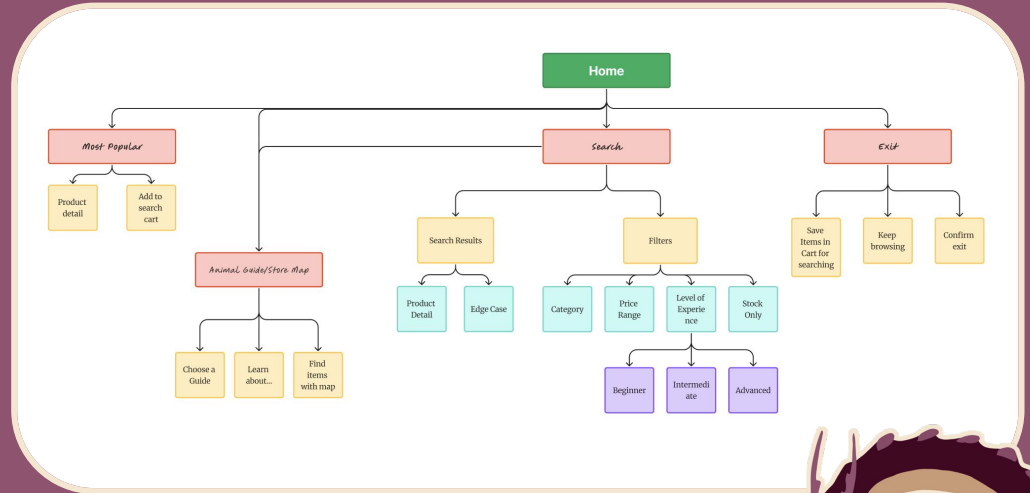 Home
Most Popular
Search
Exit
Product
detail
Add to
search
cart
Search Results
Filters
Save
Items in
Cart for
searching
Keep
browsing
Confirm
exit
Animal Guide/Store Map
Product
Detail
Edge Case
Category
Price
Range
Level of
Experie
nce
Stock
Only
Choose a
Guide
Learn
about...
Find
items
with map
Beginner
Intermedi
ate
Advanced